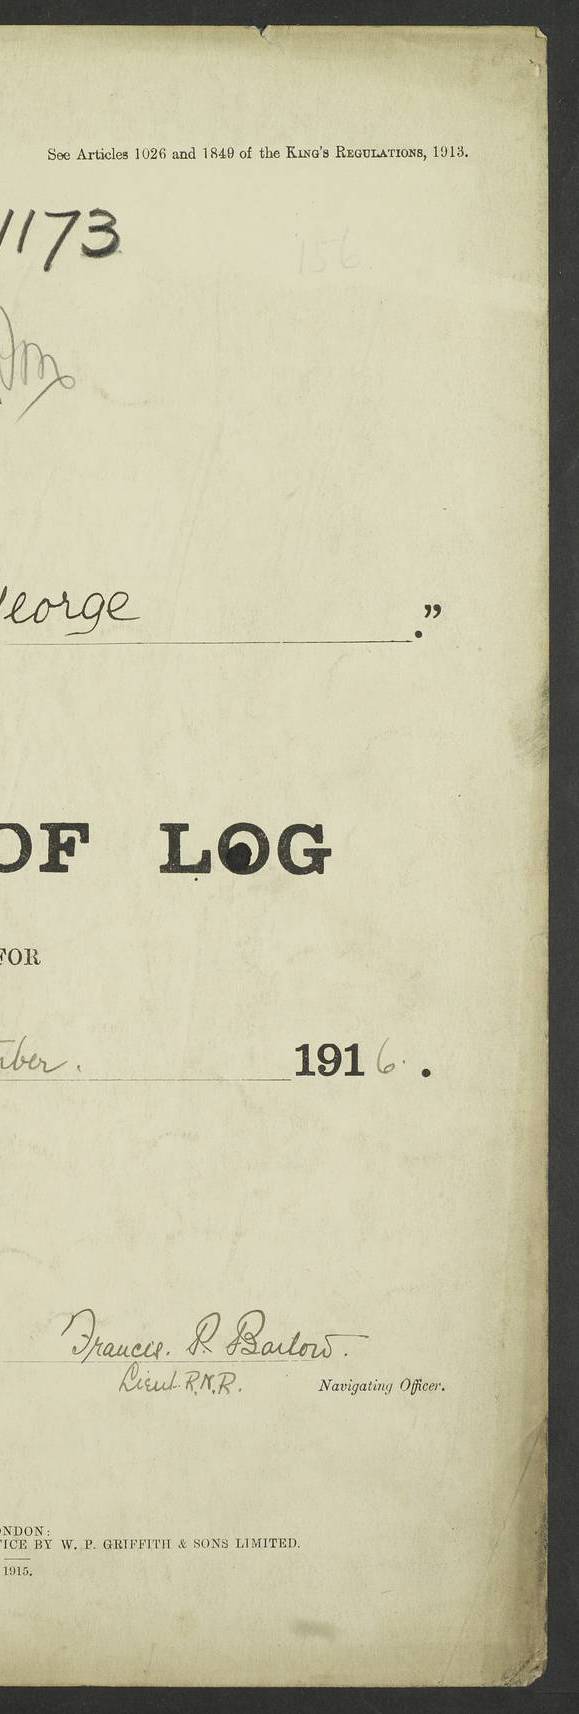 See Articles 1026 and 1849 of the KING'S REGULATIONS, 1913.
1173
156
eorge
."
OF LOG
FOR
ber. 1916.
Francis. R. Barlow.
Lieut. R.N.R. Navigating Officer.
ONDON:
ICE BY W. P. GRIFFITH & SONS LIMITED.
1915.